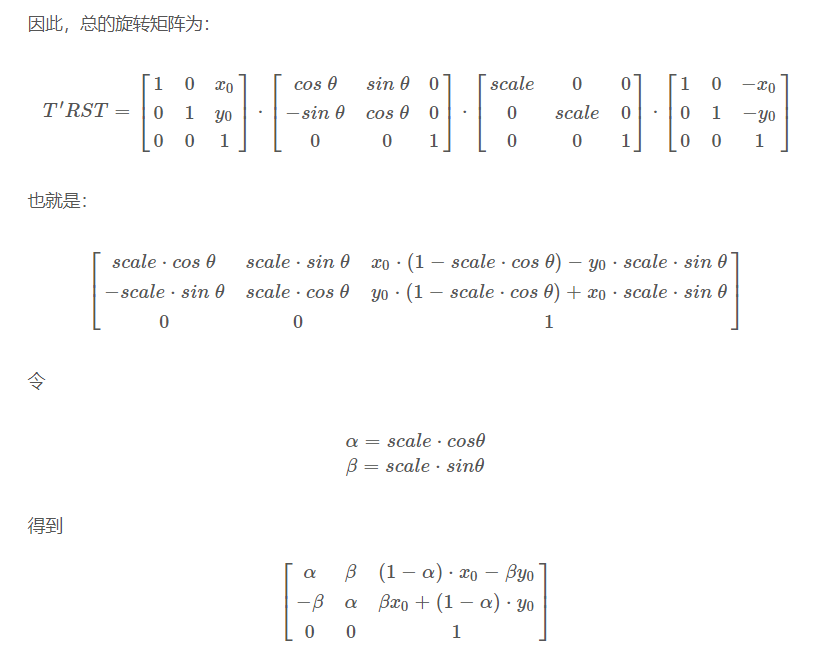 因此，总的旋转矩阵为：
$$T'RST = \begin{bmatrix} 1 & 0 & x_0 \\ 0 & 1 & y_0 \\ 0 & 0 & 1 \end{bmatrix} \cdot \begin{bmatrix} cos\ \theta & sin\ \theta & 0 \\ -sin\ \theta & cos\ \theta & 0 \\ 0 & 0 & 1 \end{bmatrix} \cdot \begin{bmatrix} scale & 0 & 0 \\ 0 & scale & 0 \\ 0 & 0 & 1 \end{bmatrix} \cdot \begin{bmatrix} 1 & 0 & -x_0 \\ 0 & 1 & -y_0 \\ 0 & 0 & 1 \end{bmatrix}$$
也就是：
$$\begin{bmatrix} scale \cdot cos\ \theta & scale \cdot sin\ \theta & x_0 \cdot (1 - scale \cdot cos\ \theta) - y_0 \cdot scale \cdot sin\ \theta \\ -scale \cdot sin\ \theta & scale \cdot cos\ \theta & y_0 \cdot (1 - scale \cdot cos\ \theta) + x_0 \cdot scale \cdot sin\ \theta \\ 0 & 0 & 1 \end{bmatrix}$$
令
$$\alpha = scale \cdot cos\theta$$
$$\beta = scale \cdot sin\theta$$
得到
$$\begin{bmatrix} \alpha & \beta & (1 - \alpha) \cdot x_0 - \beta y_0 \\ -\beta & \alpha & \beta x_0 + (1 - \alpha) \cdot y_0 \\ 0 & 0 & 1 \end{bmatrix}$$